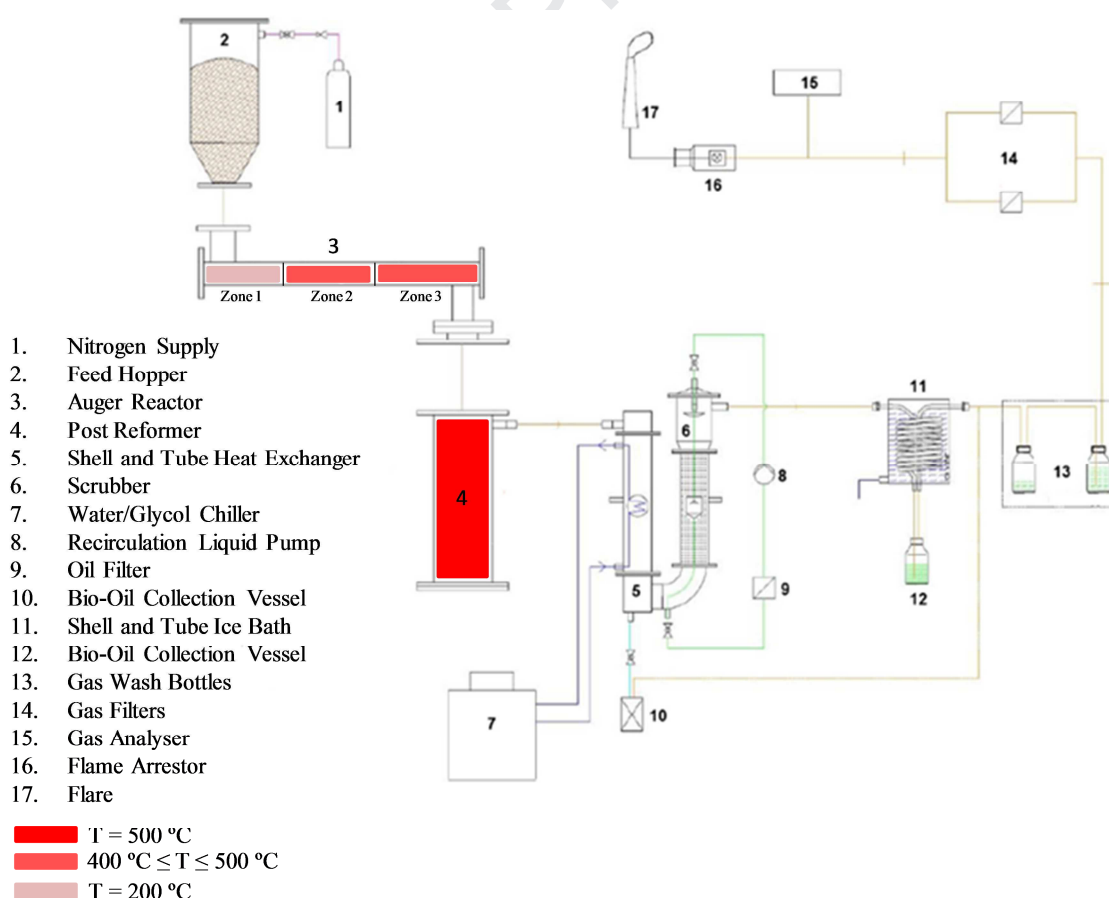 2
1
17
15
14
16
3
Zone 1
Zone 2
Zone 3
1. Nitrogen Supply
2. Feed Hopper
3. Auger Reactor
4. Post Reformer
5. Shell and Tube Heat Exchanger
6. Scrubber
7. Water/Glycol Chiller
8. Recirculation Liquid Pump
9. Oil Filter
10. Bio-Oil Collection Vessel
11. Shell and Tube Ice Bath
12. Bio-Oil Collection Vessel
13. Gas Wash Bottles
14. Gas Filters
15. Gas Analyser
16. Flame Arrestor
17. Flare
11
6
8
13
4
5
9
12
7
10
T = 500 ºC
400 ºC ≤ T ≤ 500 ºC
T = 200 ºC